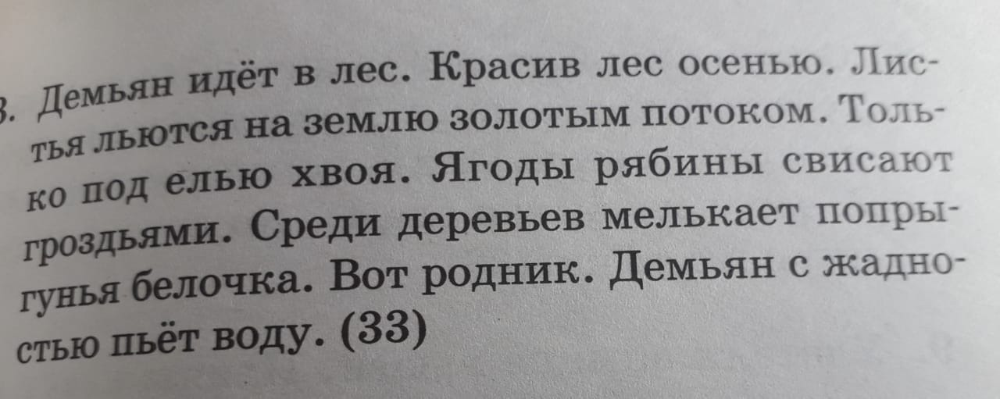 3. Демьян идёт в лес. Красив лес осенью. Лис-
тья льются на землю золотым потоком. Толь-
ко под елью хвоя. Ягоды рябины свисают
гроздьями. Среди деревьев мелькает попры-
гунья белочка. Вот родник. Демьян с жадно-
стью пьёт воду. (33)